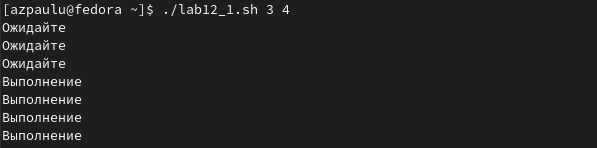 [azpaulu@fedora ~]$ ./lab12_1.sh 3 4
Ожидайте
Ожидайте
Ожидайте
Выполнение
Выполнение
Выполнение
Выполнение